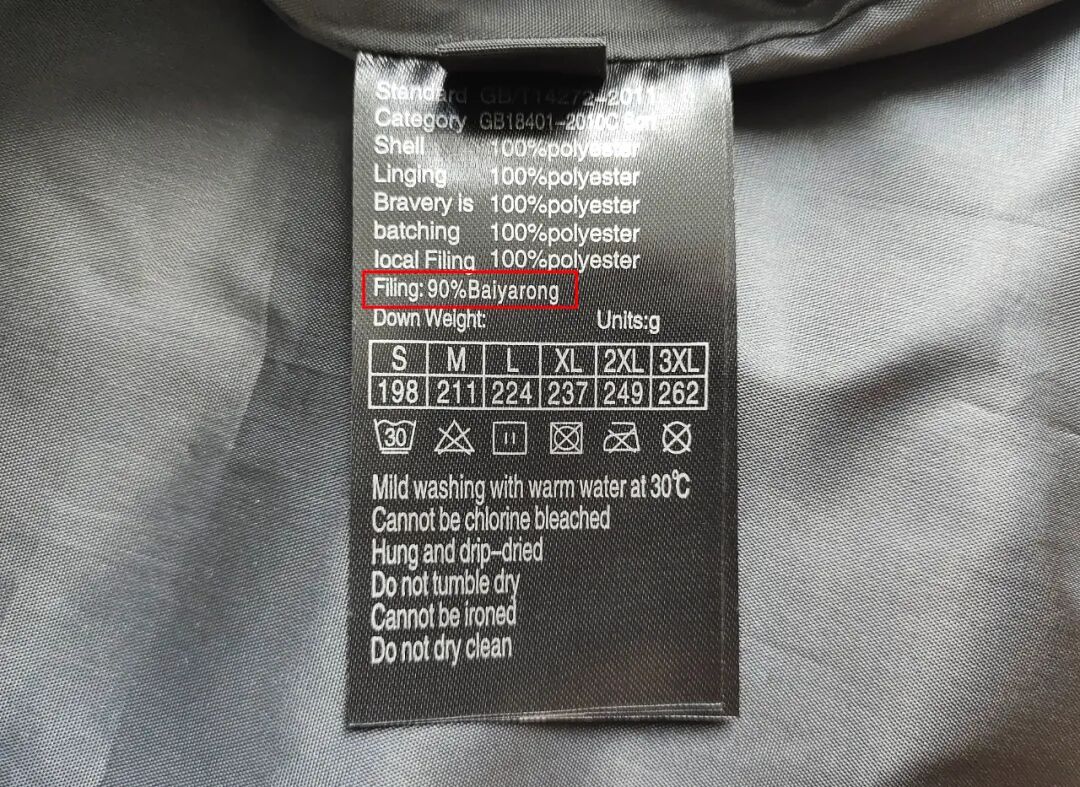 Standard GB/T14272-2011
Category GB18401-2010C
Shell 100%polyester
Linging 100%polyester
Bravery is 100%polyester
batching 100%polyester
local Filing 100%polyester
Filing: 90%Baiyarong
Down Weight: Units:g
S M L XL 2XL 3XL
198 211 224 237 249 262
30
Mild washing with warm water at 30℃
Cannot be chlorine bleached
Hung and drip-dried
Do not tumble dry
Cannot be ironed
Do not dry clean